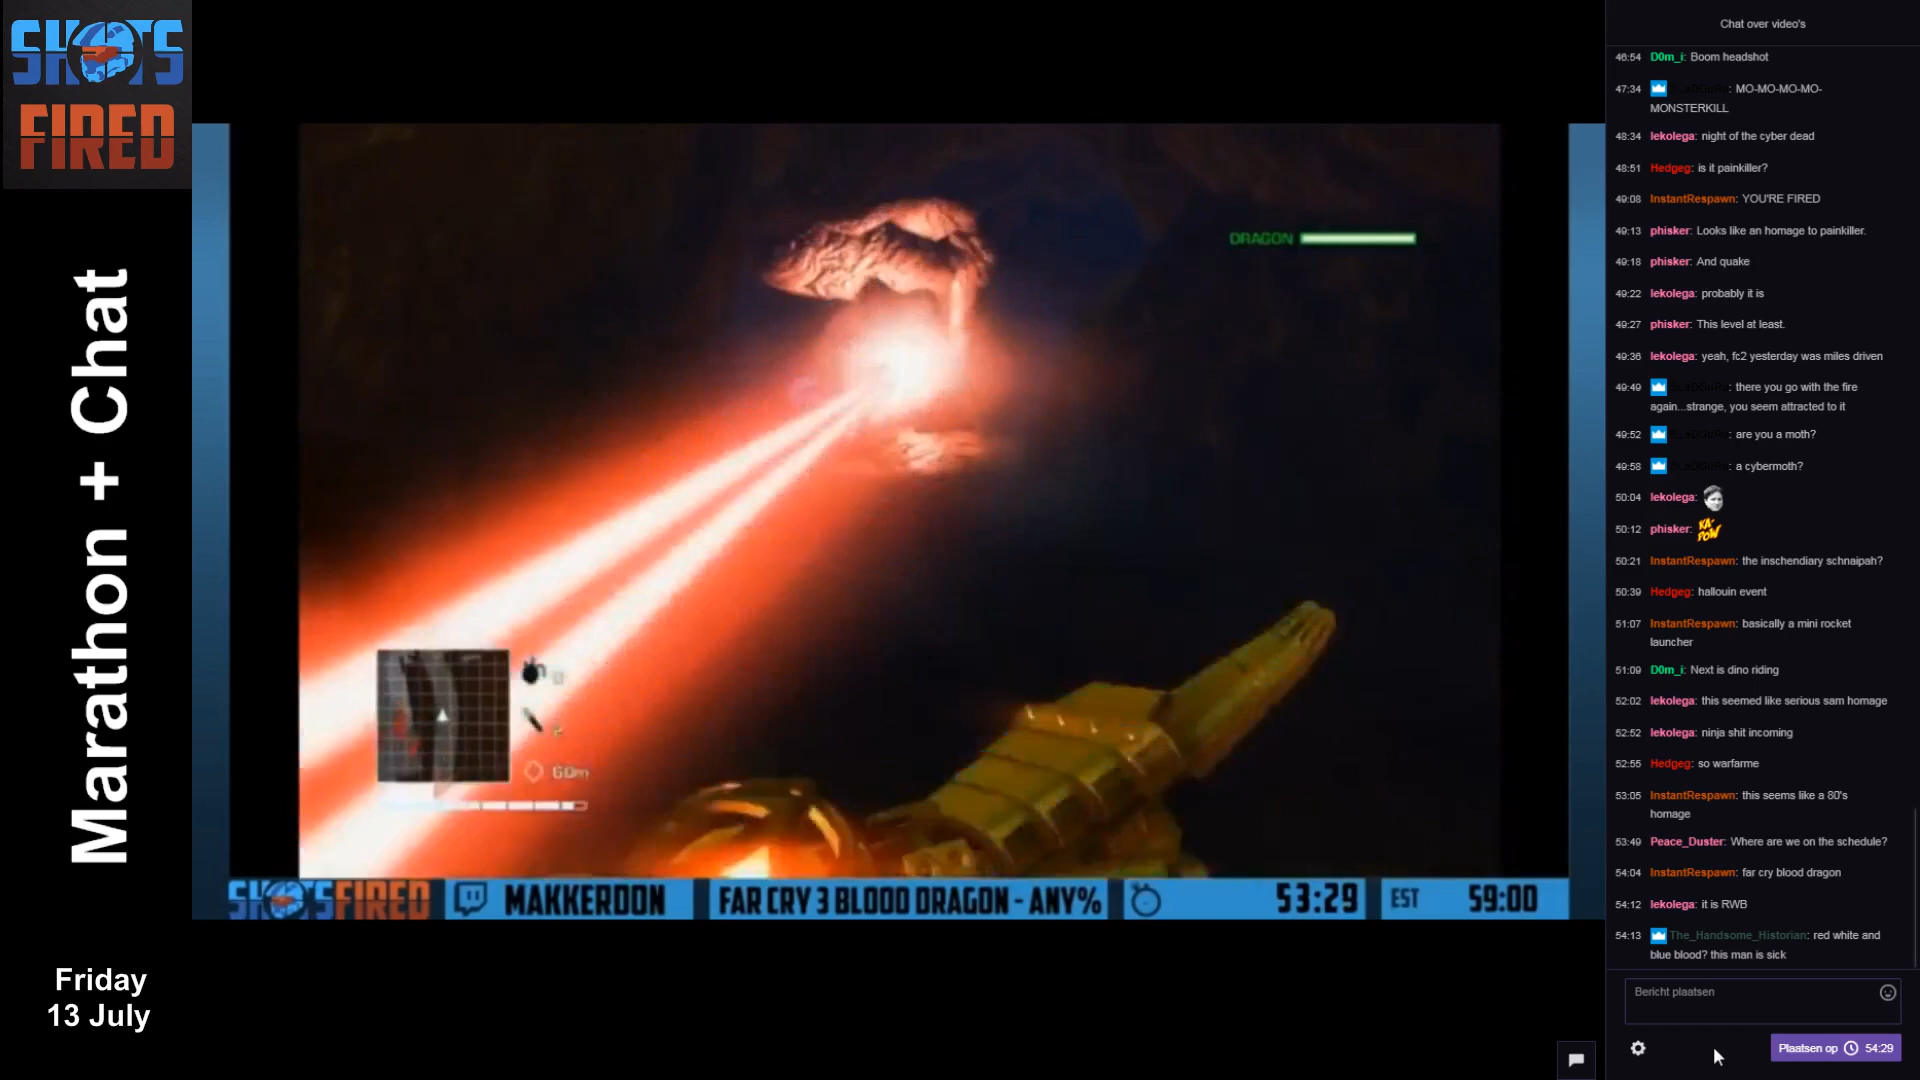 SHOTS
FIRED
Marathon + Chat
Friday
13 July
DRAGON
60m
SHOTSFIRED
MAKKERDON
FAR CRY 3 BLOOD DRAGON - ANY%
53:29
EST
59:00
Chat over video's
46:54 D0m_i: Boom headshot
47:34 : MO-MO-MO-MO-
MONSTERKILL
48:34 lekolega: night of the cyber dead
48:51 Hedgeg: is it painkiller?
49:08 InstantRespawn: YOU'RE FIRED
49:13 phisker: Looks like an homage to painkiller.
49:18 phisker: And quake
49:22 lekolega: probably it is
49:27 phisker: This level at least.
49:36 lekolega: yeah, fc2 yesterday was miles driven
49:49 : there you go with the fire
again...strange, you seem attracted to it
49:52 : are you a moth?
49:58 : a cybermoth?
50:04 lekolega:
50:12 phisker: KA-
POW
50:21 InstantRespawn: the inschendiary schnaipah?
50:39 Hedgeg: hallouin event
51:07 InstantRespawn: basically a mini rocket
launcher
51:09 D0m_i: Next is dino riding
52:02 lekolega: this seemed like serious sam homage
52:52 lekolega: ninja shit incoming
52:55 Hedgeg: so warfarme
53:05 InstantRespawn: this seems like a 80's
homage
53:49 Peace_Duster: Where are we on the schedule?
54:04 InstantRespawn: far cry blood dragon
54:12 lekolega: it is RWB
54:13 The_Handsome_Historian: red white and
blue blood? this man is sick
Bericht plaatsen
Plaatsen op 54:29